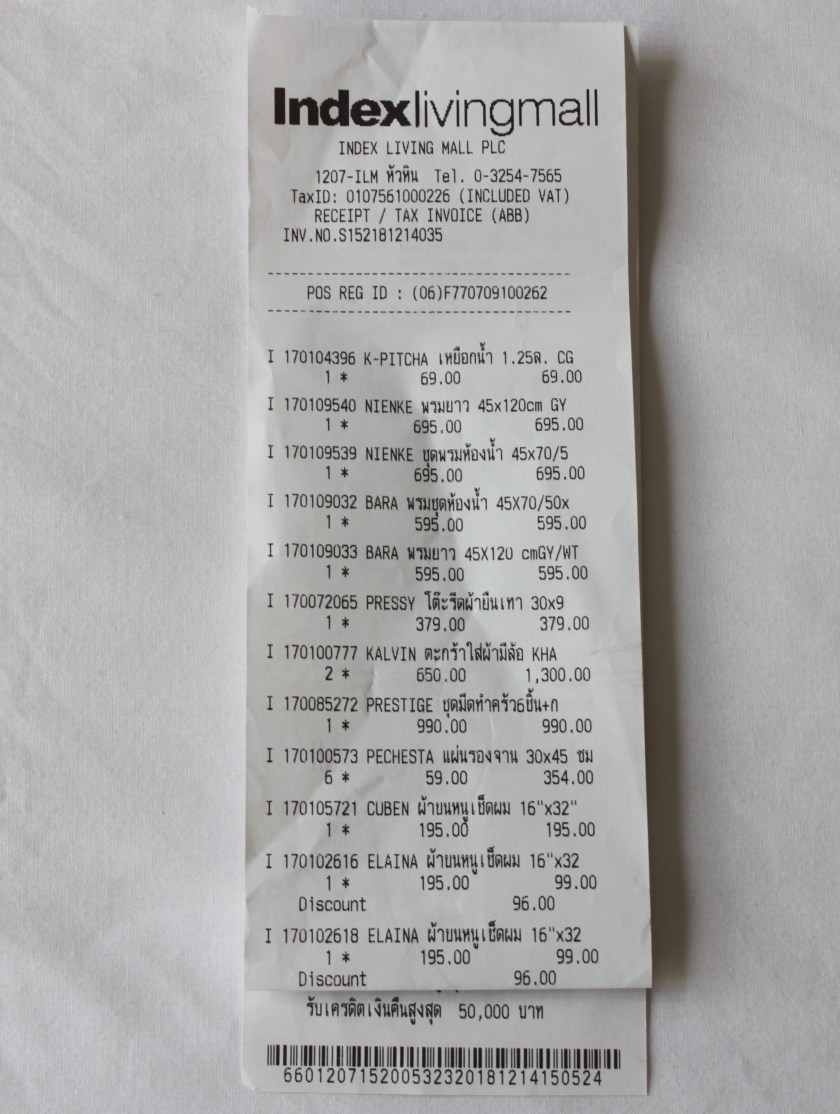 Indexlivingmall
INDEX LIVING MALL PLC
1207-ILM หัวหิน Tel. 0-3254-7565
TaxID: 0107561000226 (INCLUDED VAT)
RECEIPT / TAX INVOICE (ABB)
INV.NO.S152181214035
--------------------------------------
POS REG ID : (06)F770709100262
--------------------------------------
I 170104396 K-PITCHA เหยือกน้ำ 1.25ล. CG
1 * 69.00 69.00
I 170109540 NIENKE พรมยาว 45x120cm GY
1 * 695.00 695.00
I 170109539 NIENKE ชุดพรมห้องน้ำ 45x70/5
1 * 695.00 695.00
I 170109032 BARA พรมชุดห้องน้ำ 45X70/50x
1 * 595.00 595.00
I 170109033 BARA พรมยาว 45X120 cmGY/WT
1 * 595.00 595.00
I 170072065 PRESSY โต๊ะรีดผ้ายืนเทา 30x9
1 * 379.00 379.00
I 170100777 KALVIN ตะกร้าใส่ผ้ามีล้อ KHA
2 * 650.00 1,300.00
I 170085272 PRESTIGE ชุดมีดทำครัว6ชิ้น+ก
1 * 990.00 990.00
I 170100573 PECHESTA แผ่นรองจาน 30x45 ซม
6 * 59.00 354.00
I 170105721 CUBEN ผ้าขนหนูเช็ดผม 16"x32"
1 * 195.00 195.00
I 170102616 ELAINA ผ้าขนหนูเช็ดผม 16"x32
1 * 195.00 99.00
Discount 96.00
I 170102618 ELAINA ผ้าขนหนูเช็ดผม 16"x32
1 * 195.00 99.00
Discount 96.00
รับเครดิตเงินคืนสูงสุด 50,000 บาท
66012071520053232018121415​0524